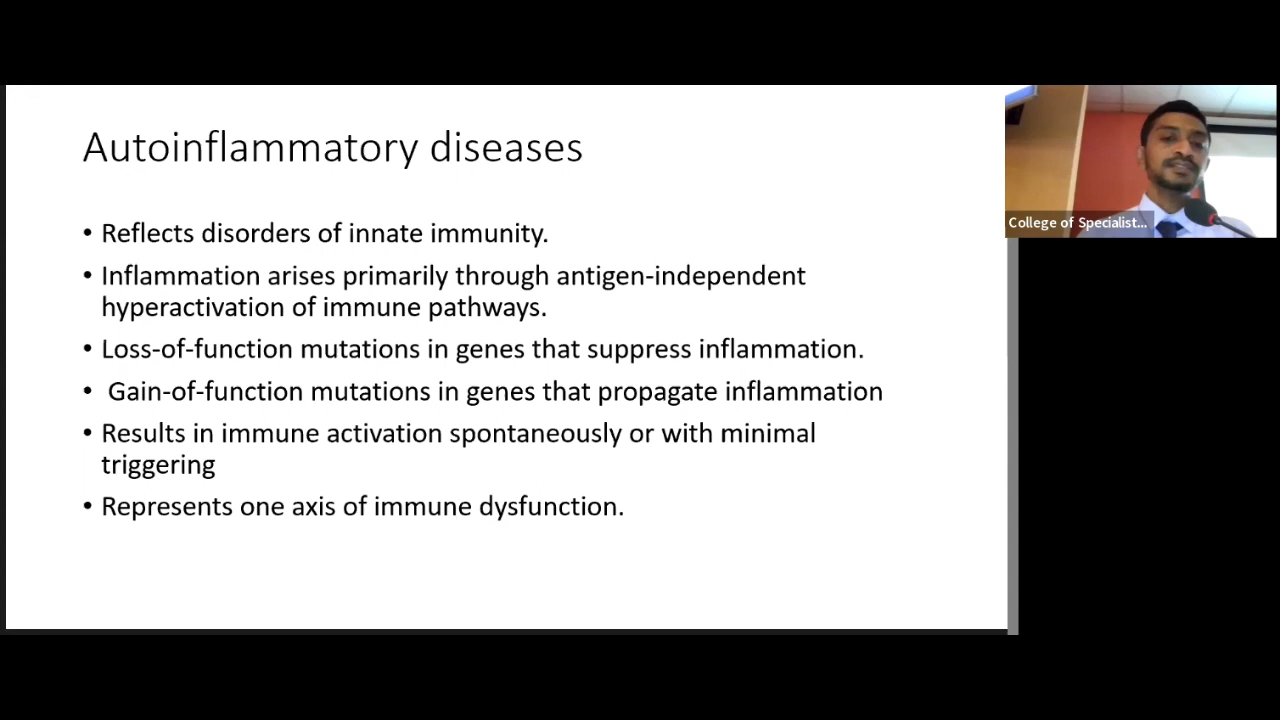 Autoinflammatory diseases
• Reflects disorders of innate immunity.
• Inflammation arises primarily through antigen-independent
hyperactivation of immune pathways.
• Loss-of-function mutations in genes that suppress inflammation.
• Gain-of-function mutations in genes that propagate inflammation
• Results in immune activation spontaneously or with minimal
triggering
• Represents one axis of immune dysfunction.
College of Specialist...